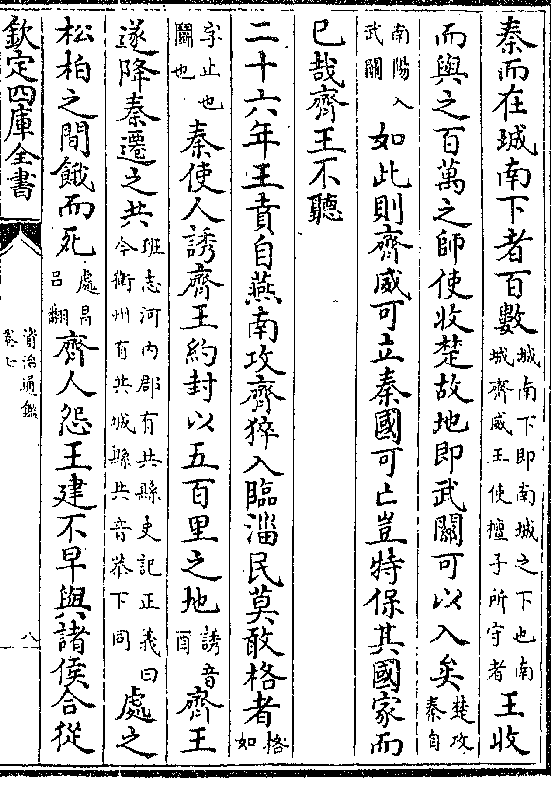 秦而在城南下者百數城南下即南城之下也南城齊威王使檀子所守者王收
而與之百萬之師使收楚故地即武關可以入矣楚攻秦自
南陽入武關如此則齊威可立秦國可亡豈特保其國家而
已哉齊王不聽
二十六年王賁自燕南攻齊猝入臨淄民莫敢格者格如
字止也鬭也秦使人誘齊王約封以五百里之地誘音酉齊王
遂降秦遷之共班志河内郡有共縣史記正義曰今衛州有共城縣共音恭下同處之
松柏之間餓而死處昌吕翻齊人怨王建不早與諸侯合從
欽定四庫全書
資治通鑑
卷七
八